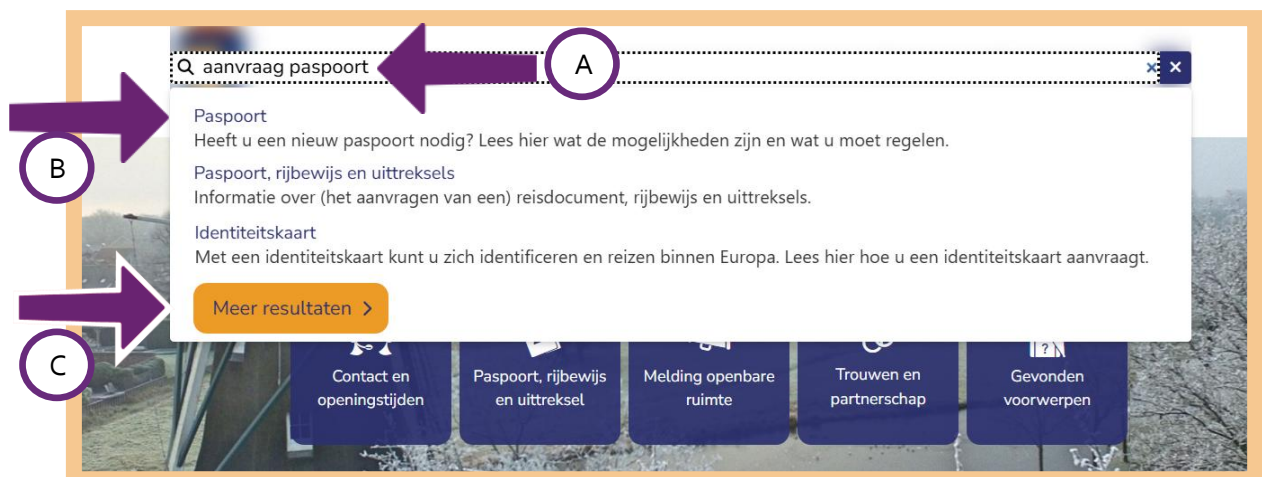 aanvraag paspoort
A
Paspoort
Heeft u een nieuw paspoort nodig? Lees hier wat de mogelijkheden zijn en wat u moet regelen.
B
Paspoort, rijbewijs en uittreksels
Informatie over (het aanvragen van een) reisdocument, rijbewijs en uittreksels.
Identiteitskaart
Met een identiteitskaart kunt u zich identificeren en reizen binnen Europa. Lees hier hoe u een identiteitskaart aanvraagt.
Meer resultaten
C
Contact en
openingstijden
Paspoort, rijbewijs
en uittreksel
Melding openbare
ruimte
Trouwen en
partnerschap
Gevonden
voorwerpen